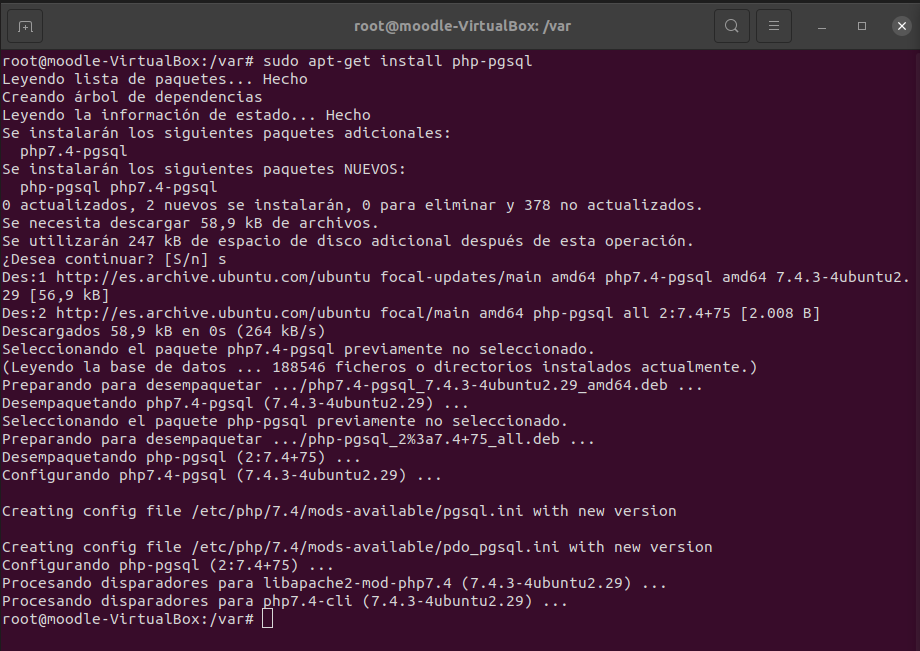 root@moodle-VirtualBox: /var
root@moodle-VirtualBox:/var# sudo apt-get install php-pgsql
Leyendo lista de paquetes... Hecho
Creando árbol de dependencias
Leyendo la información de estado... Hecho
Se instalarán los siguientes paquetes adicionales:
  php7.4-pgsql
Se instalarán los siguientes paquetes NUEVOS:
  php-pgsql php7.4-pgsql
0 actualizados, 2 nuevos se instalarán, 0 para eliminar y 378 no actualizados.
Se necesita descargar 58,9 kB de archivos.
Se utilizarán 247 kB de espacio de disco adicional después de esta operación.
¿Desea continuar? [S/n] s
Des:1 http://es.archive.ubuntu.com/ubuntu focal-updates/main amd64 php7.4-pgsql amd64 7.4.3-4ubuntu2.
29 [56,9 kB]
Des:2 http://es.archive.ubuntu.com/ubuntu focal/main amd64 php-pgsql all 2:7.4+75 [2.008 B]
Descargados 58,9 kB en 0s (264 kB/s)
Seleccionando el paquete php7.4-pgsql previamente no seleccionado.
(Leyendo la base de datos ... 188546 ficheros o directorios instalados actualmente.)
Preparando para desempaquetar .../php7.4-pgsql_7.4.3-4ubuntu2.29_amd64.deb ...
Desempaquetando php7.4-pgsql (7.4.3-4ubuntu2.29) ...
Seleccionando el paquete php-pgsql previamente no seleccionado.
Preparando para desempaquetar .../php-pgsql_2%3a7.4+75_all.deb ...
Desempaquetando php-pgsql (2:7.4+75) ...
Configurando php7.4-pgsql (7.4.3-4ubuntu2.29) ...

Creating config file /etc/php/7.4/mods-available/pgsql.ini with new version

Creating config file /etc/php/7.4/mods-available/pdo_pgsql.ini with new version
Configurando php-pgsql (2:7.4+75) ...
Procesando disparadores para libapache2-mod-php7.4 (7.4.3-4ubuntu2.29) ...
Procesando disparadores para php7.4-cli (7.4.3-4ubuntu2.29) ...
root@moodle-VirtualBox:/var#